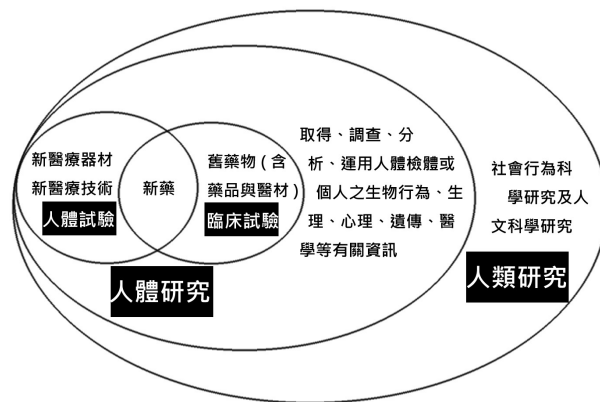 新醫療器材
新醫療技術
人體試驗
新藥
舊藥物(含
藥品與醫材)
臨床試驗
取得、調查、分
析、運用人體檢體或
個人之生物行為、生
理、心理、遺傳、醫
學等有關資訊
人體研究
社會行為科
學研究及人
文科學研究
人類研究